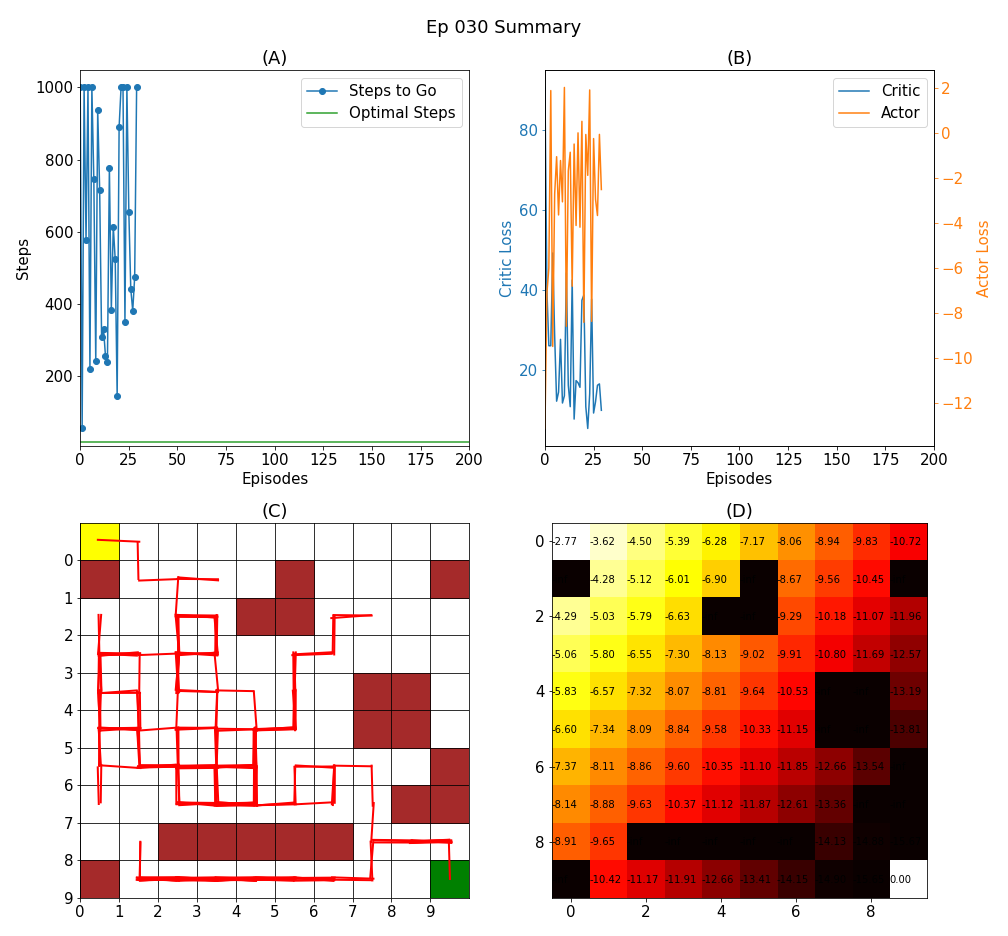 Ep 030 Summary
(A)
1000
800
600
400
200
Steps
0 25 50 75 100 125 150 175 200
Episodes
Steps to Go
Optimal Steps
(B)
80
60
40
20
Critic Loss
2
0
−2
−4
−6
−8
−10
−12
Actor Loss
0 25 50 75 100 125 150 175 200
Episodes
Critic
Actor
(C)
0
1
2
3
4
5
6
7
8
9
0 1 2 3 4 5 6 7 8 9
(D)
0
2
4
6
8
0 2 4 6 8
-2.77 -3.62 -4.50 -5.39 -6.28 -7.17 -8.06 -8.94 -9.83 -10.72
-4.28 -5.12 -6.01 -6.90 -8.67 -9.56 -10.45
-4.29 -5.03 -5.79 -6.63 -9.29 -10.18 -11.07 -11.96
-5.06 -5.80 -6.55 -7.30 -8.13 -9.02 -9.91 -10.80 -11.69 -12.57
-5.83 -6.57 -7.32 -8.07 -8.81 -9.64 -10.53 -13.19
-6.60 -7.34 -8.09 -8.84 -9.58 -10.33 -11.15 -13.81
-7.37 -8.11 -8.86 -9.60 -10.35 -11.10 -11.85 -12.66 -13.54
-8.14 -8.88 -9.63 -10.37 -11.12 -11.87 -12.61 -13.36
-8.91 -9.65 -14.13
-10.42 -11.17 -11.91 -12.66 -13.41 -14.15 0.00